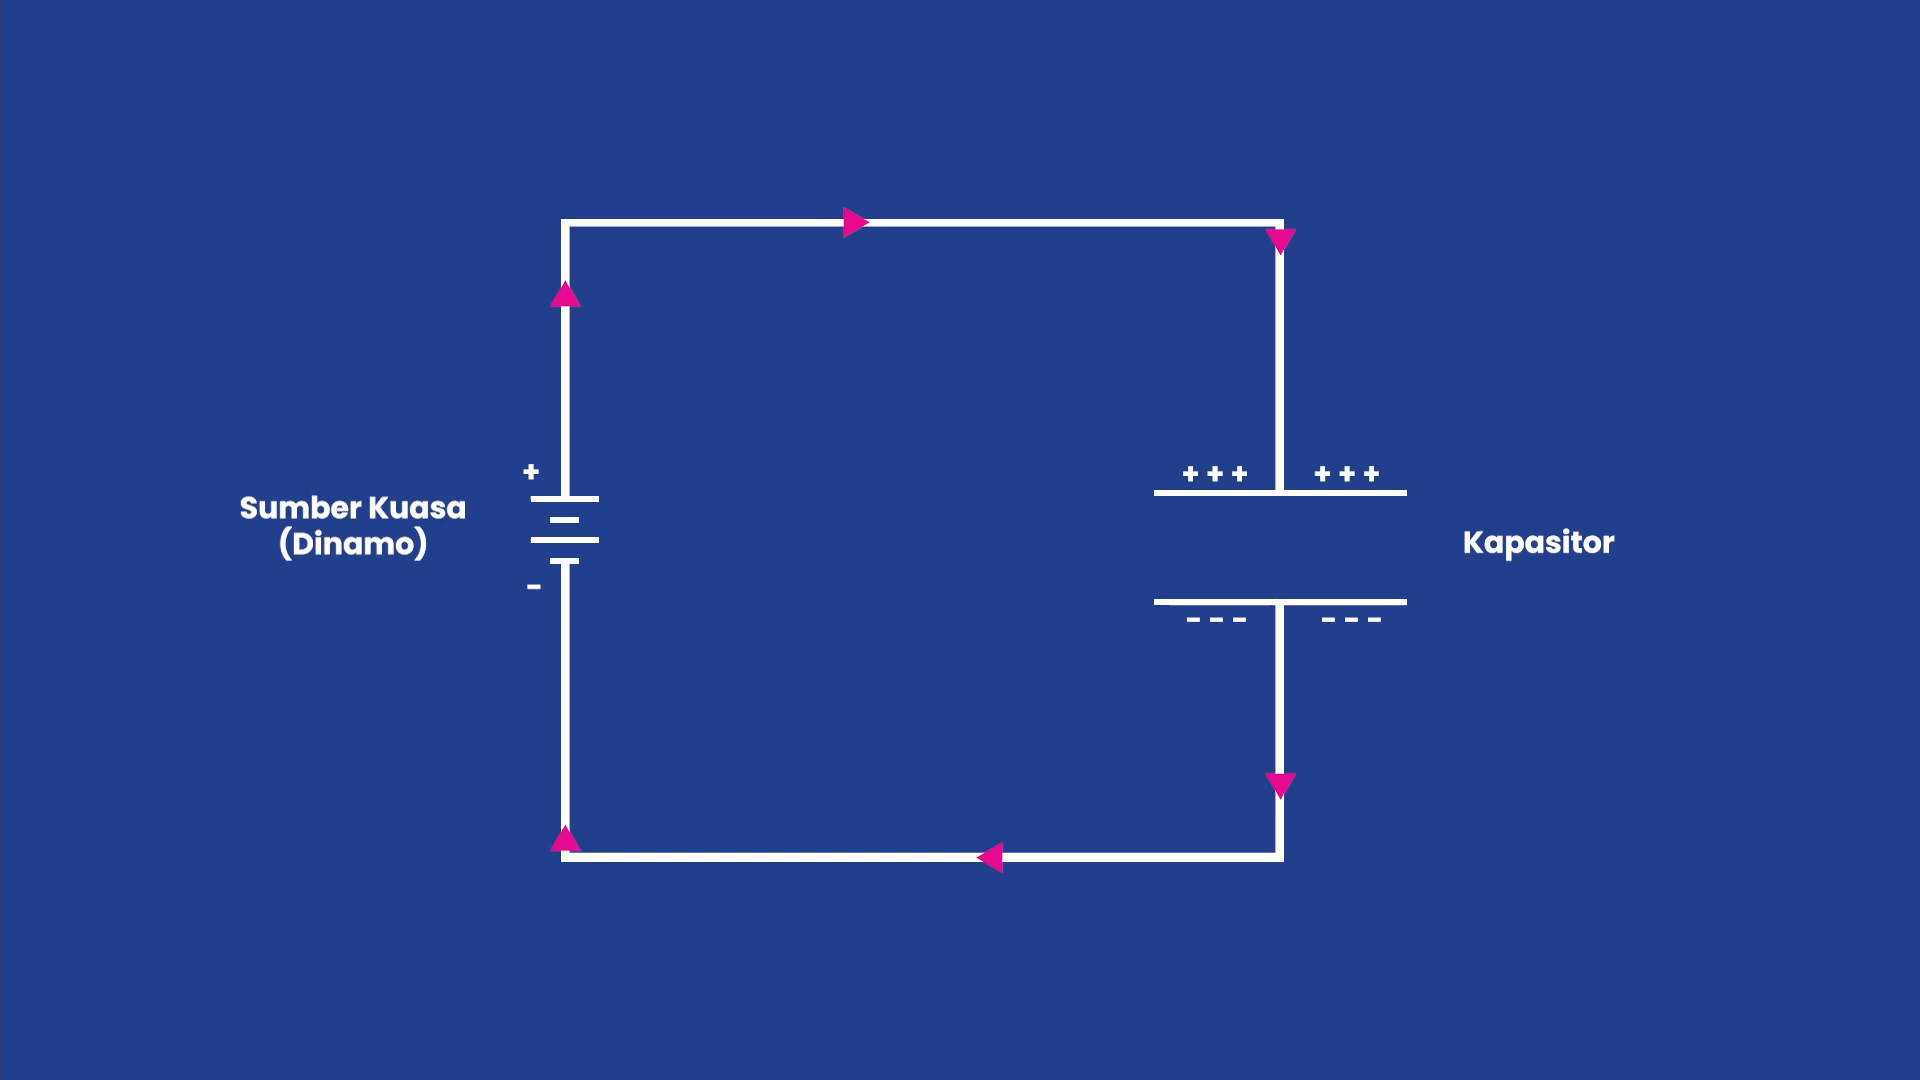 +
+ + + + + +
Sumber Kuasa
(Dinamo)
Kapasitor
-
- - - - - -